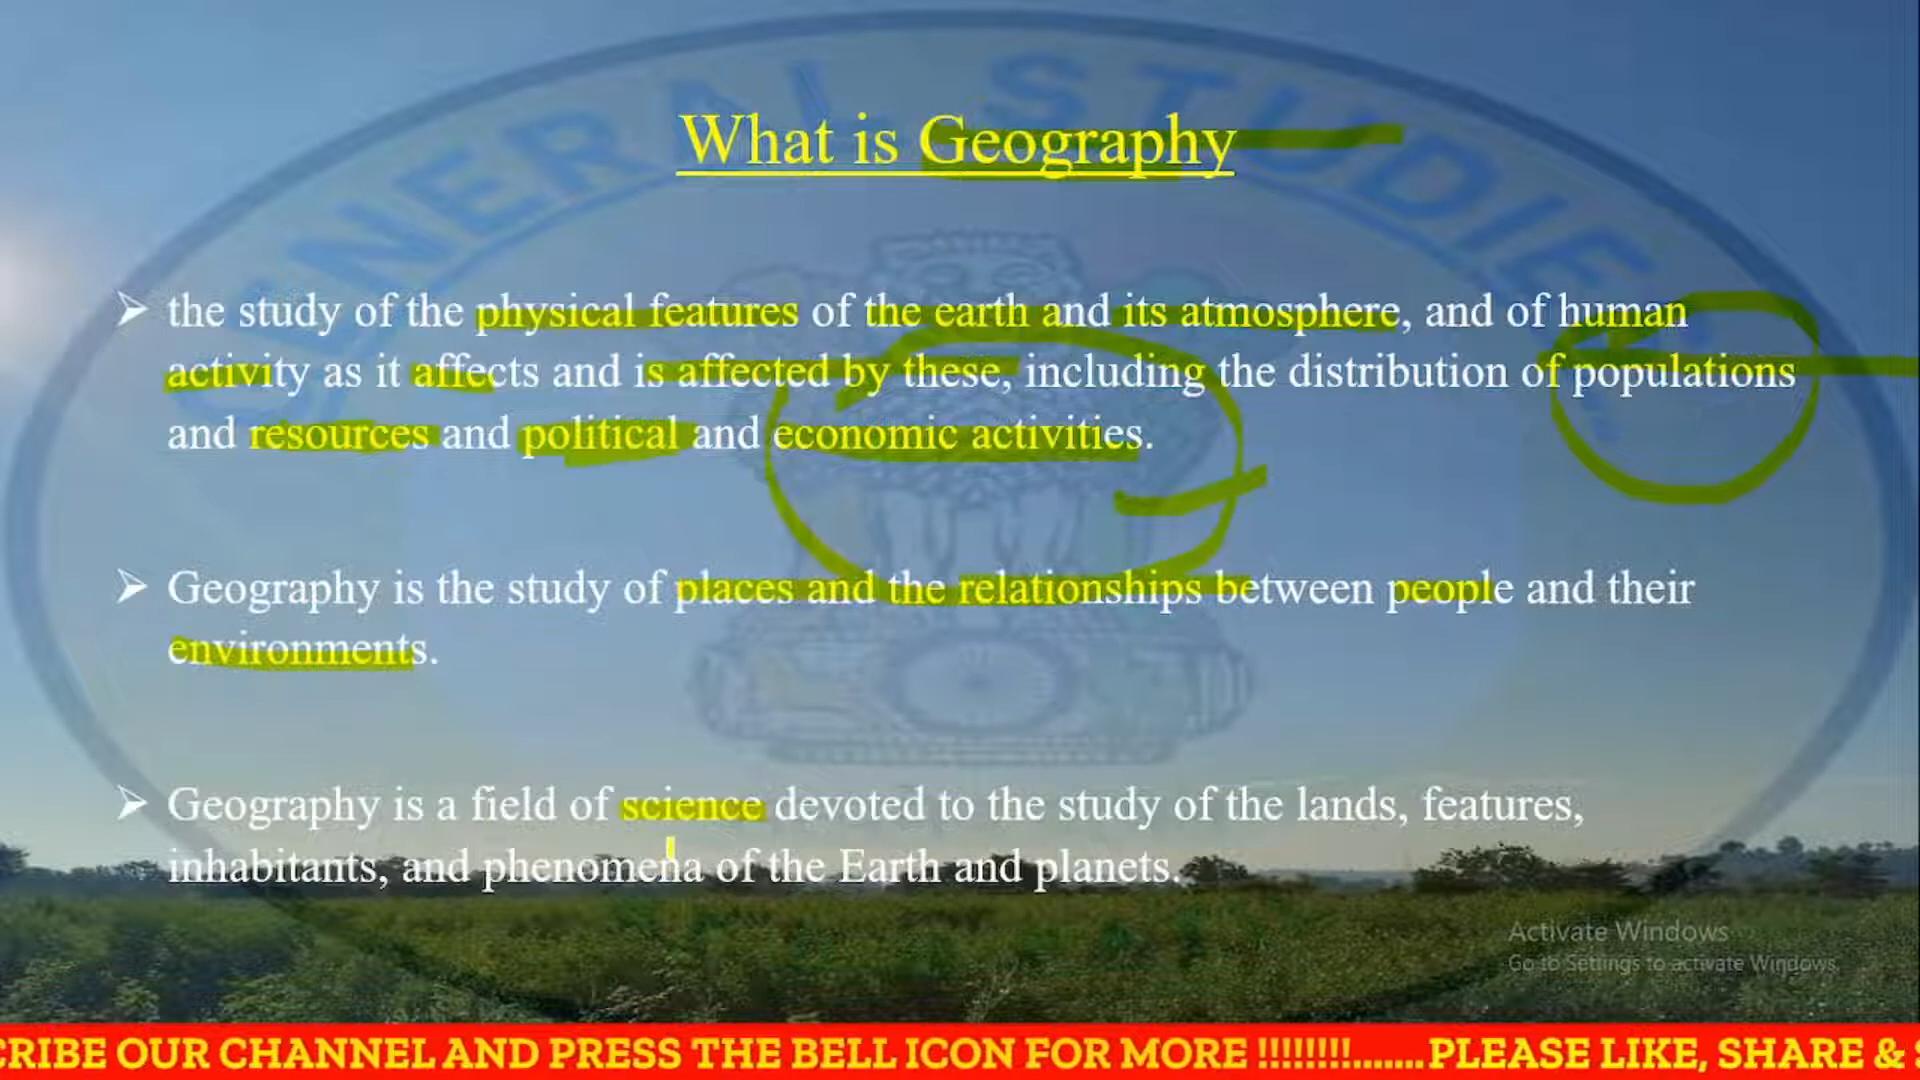 GENERAL STUDIES
What is Geography
➢ the study of the physical features of the earth and its atmosphere, and of human
activity as it affects and is affected by these, including the distribution of populations
and resources and political and economic activities.
➢ Geography is the study of places and the relationships between people and their
environments.
➢ Geography is a field of science devoted to the study of the lands, features,
inhabitants, and phenomena of the Earth and planets.
Activate Windows
Go to Settings to activate Windows.
CRIBE OUR CHANNEL AND PRESS THE BELL ICON FOR MORE !!!!!!!!!.......PLEASE LIKE, SHARE & S